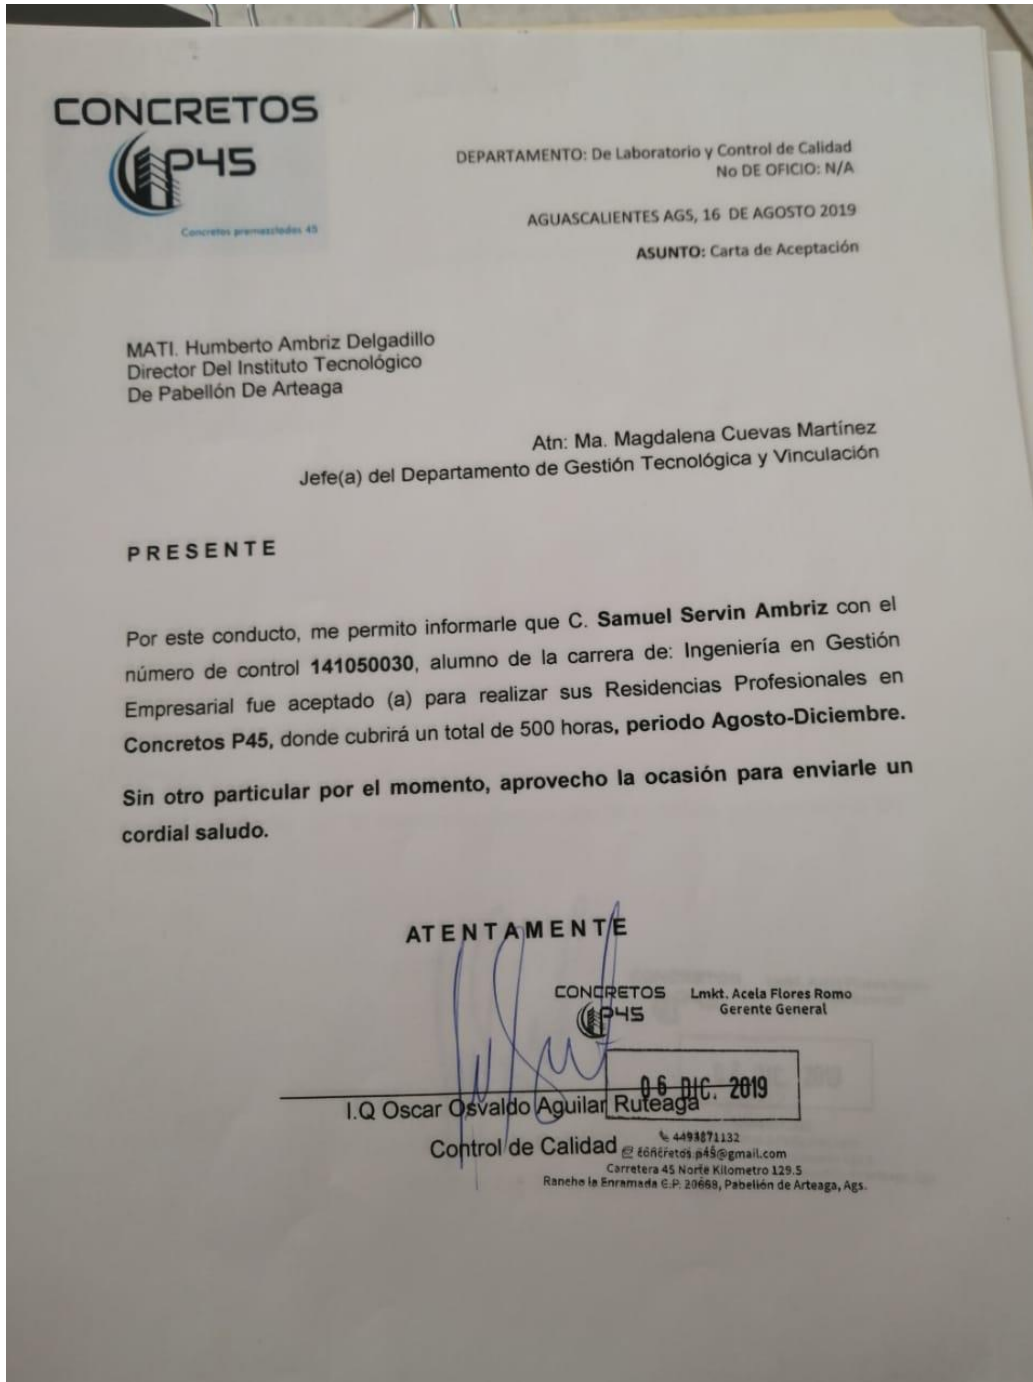 CONCRETOS
P45
Concretos premezclados 45
DEPARTAMENTO: De Laboratorio y Control de Calidad
No DE OFICIO: N/A
AGUASCALIENTES AGS, 16 DE AGOSTO 2019
ASUNTO: Carta de Aceptación
MATI. Humberto Ambriz Delgadillo
Director Del Instituto Tecnológico
De Pabellón De Arteaga
Atn: Ma. Magdalena Cuevas Martínez
Jefe(a) del Departamento de Gestión Tecnológica y Vinculación
PRESENTE
Por este conducto, me permito informarle que C. Samuel Servin Ambriz con el
número de control 141050030, alumno de la carrera de: Ingeniería en Gestión
Empresarial fue aceptado (a) para realizar sus Residencias Profesionales en
Concretos P45, donde cubrirá un total de 500 horas, periodo Agosto-Diciembre.
Sin otro particular por el momento, aprovecho la ocasión para enviarle un
cordial saludo.
ATENTAMENTE
CONCRETOS
P45
Lmkt. Acela Flores Romo
Gerente General
06 DIC. 2019
I.Q Oscar Osvaldo Aguilar Ruteaga
Control de Calidad
4493871132
concretos.p45@gmail.com
Carretera 45 Norte Kilometro 129.5
Rancho la Enramada C.P. 20668, Pabellón de Arteaga, Ags.